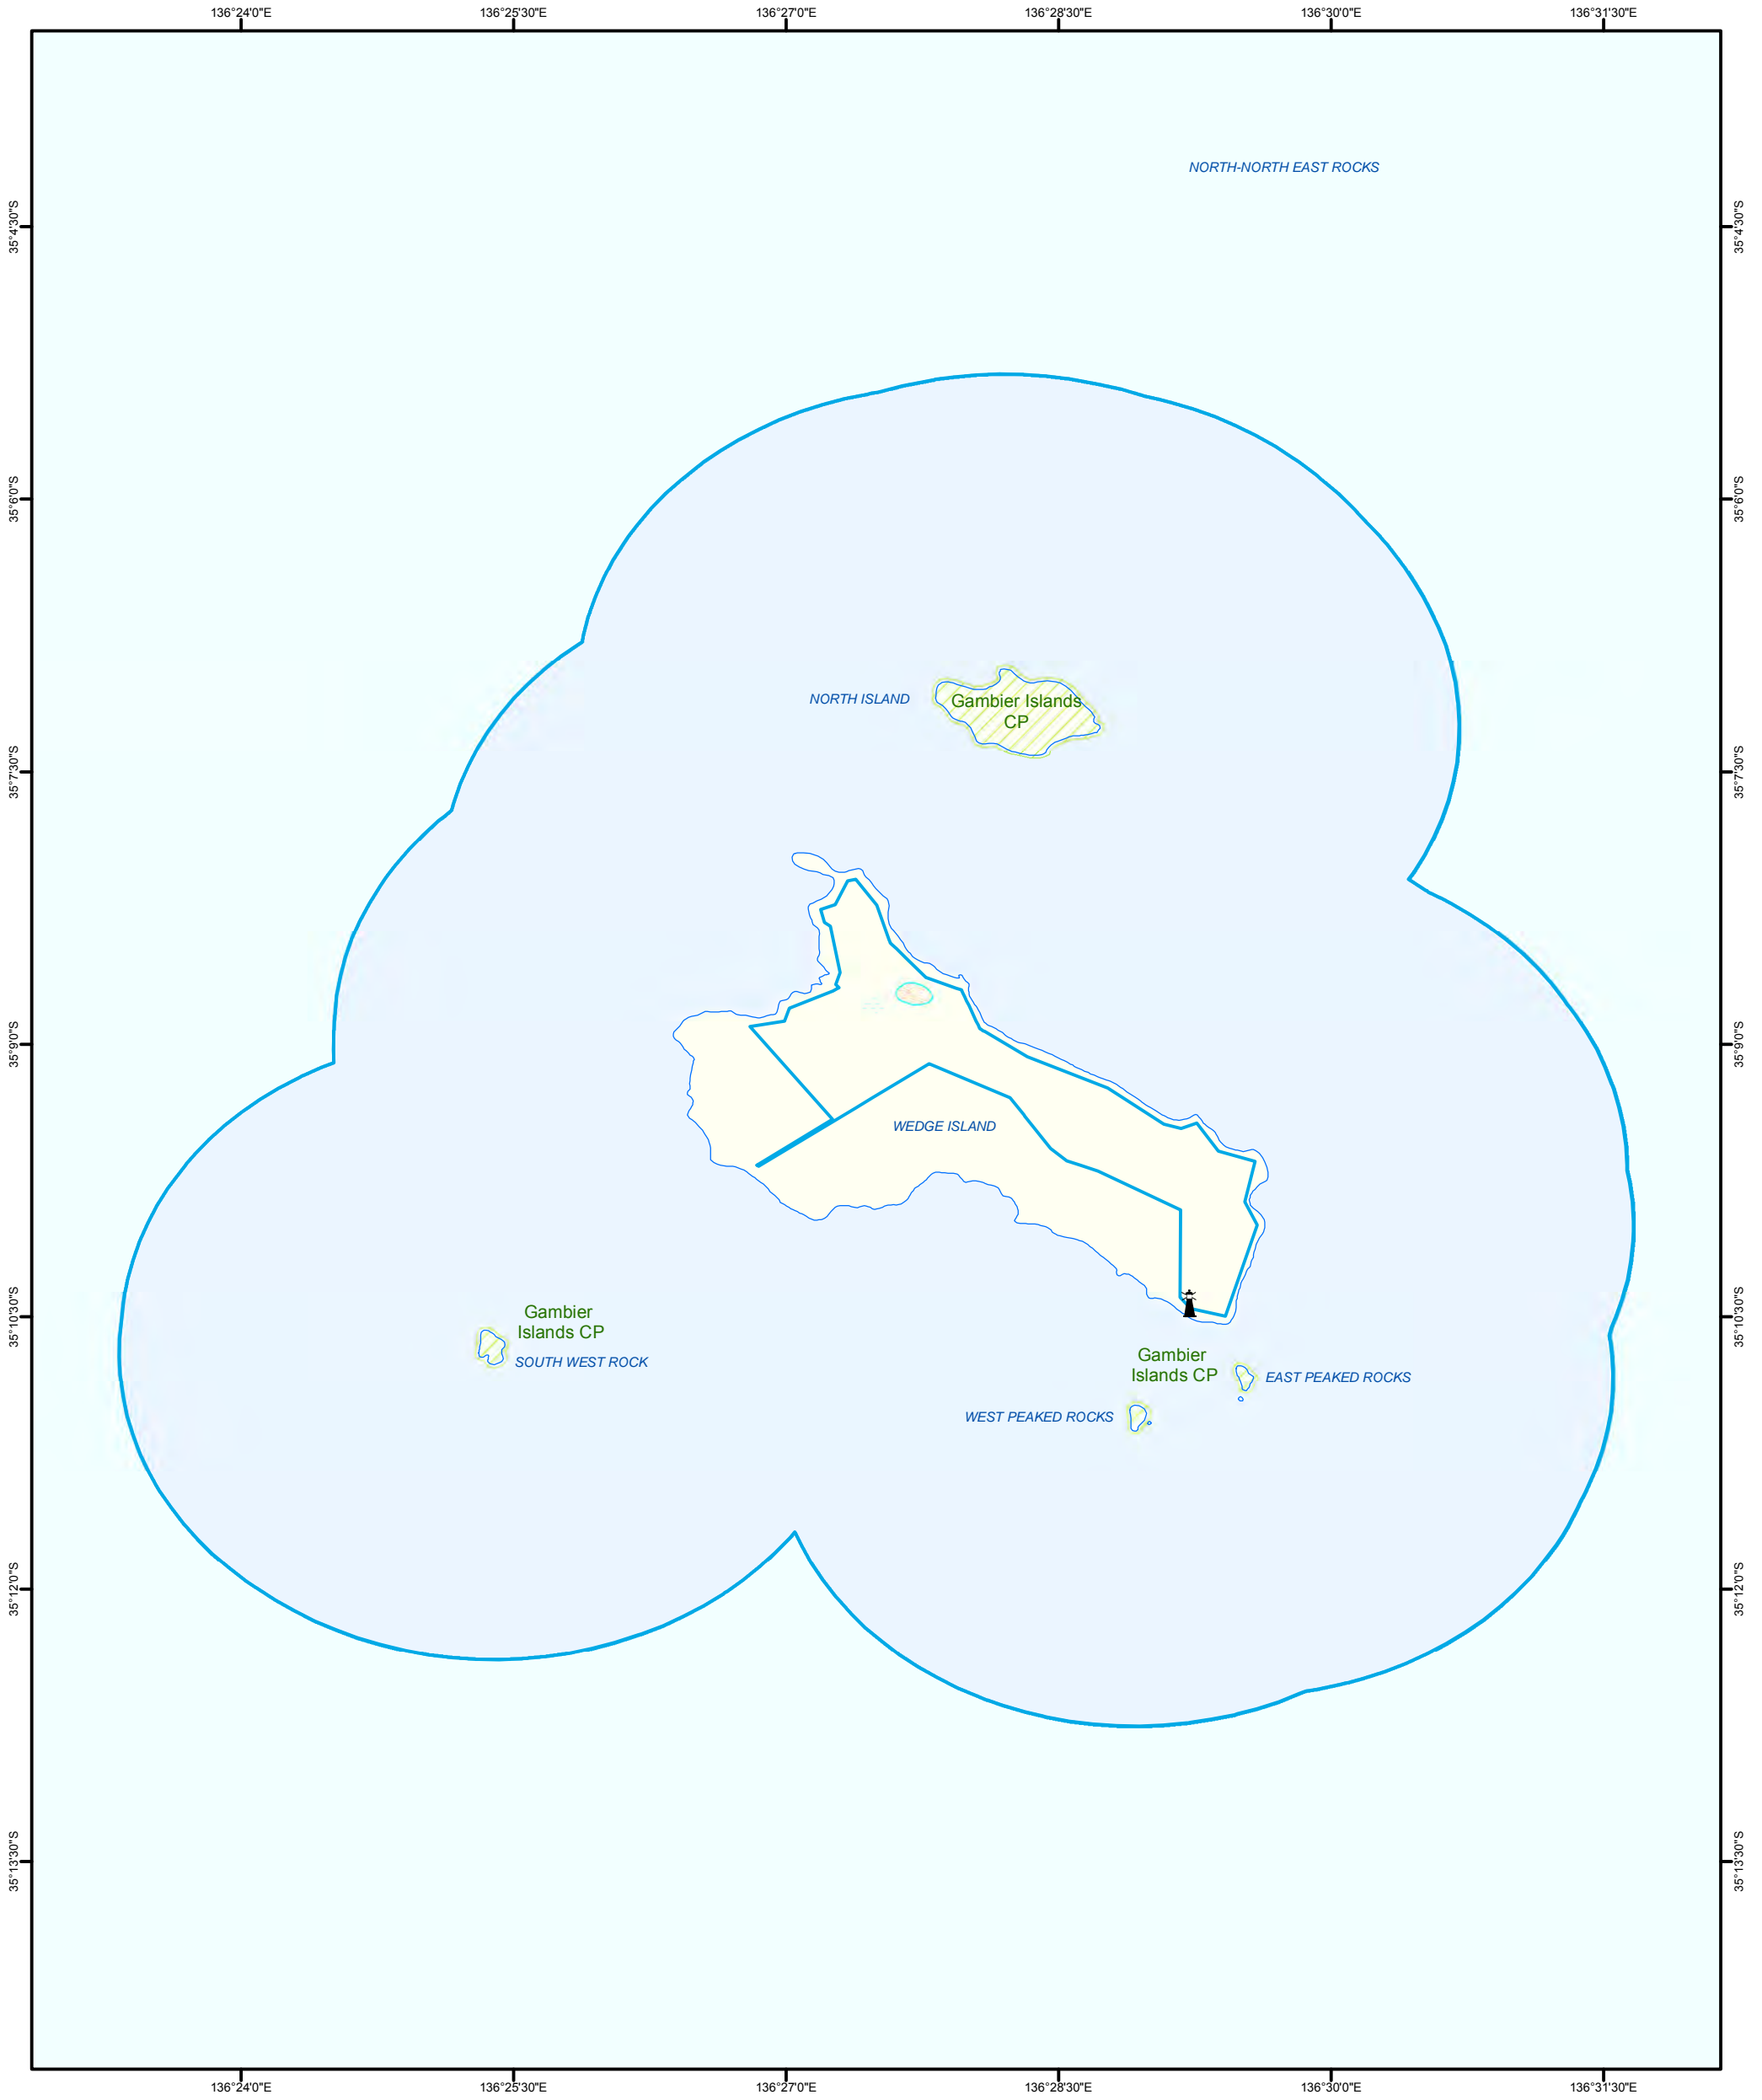 136°24'0"E
136°25'30"E
136°27'0"E
136°28'30"E
136°30'0"E
136°31'30"E
NORTH-NORTH EAST ROCKS
35°4'30"S
35°4'30"S
35°6'0"S
35°6'0"S
NORTH ISLAND
Gambier Islands
CP
35°7'30"S
35°7'30"S
35°9'0"S
35°9'0"S
WEDGE ISLAND
35°10'30"S
35°10'30"S
Gambier
Islands CP
SOUTH WEST ROCK
Gambier
Islands CP
EAST PEAKED ROCKS
WEST PEAKED ROCKS
35°12'0"S
35°12'0"S
35°13'30"S
35°13'30"S
136°24'0"E
136°25'30"E
136°27'0"E
136°28'30"E
136°30'0"E
136°31'30"E